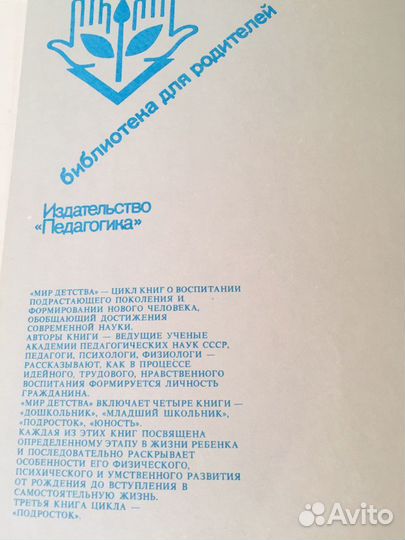 библиотека для родителей
Издательство
«Педагогика»
«МИР ДЕТСТВА» — ЦИКЛ КНИГ О ВОСПИТАНИИ
ПОДРАСТАЮЩЕГО ПОКОЛЕНИЯ И
ФОРМИРОВАНИИ НОВОГО ЧЕЛОВЕКА,
ОБОБЩАЮЩИЙ ДОСТИЖЕНИЯ
СОВРЕМЕННОЙ НАУКИ.
АВТОРЫ КНИГИ — ВЕДУЩИЕ УЧЕНЫЕ
АКАДЕМИИ ПЕДАГОГИЧЕСКИХ НАУК СССР,
ПЕДАГОГИ, ПСИХОЛОГИ, ФИЗИОЛОГИ —
РАССКАЗЫВАЮТ, КАК В ПРОЦЕССЕ
ИДЕЙНОГО, ТРУДОВОГО, НРАВСТВЕННОГО
ВОСПИТАНИЯ ФОРМИРУЕТСЯ ЛИЧНОСТЬ
ГРАЖДАНИНА.
«МИР ДЕТСТВА» ВКЛЮЧАЕТ ЧЕТЫРЕ КНИГИ —
«ДОШКОЛЬНИК», «МЛАДШИЙ ШКОЛЬНИК»,
«ПОДРОСТОК», «ЮНОСТЬ».
КАЖДАЯ ИЗ ЭТИХ КНИГ ПОСВЯЩЕНА
ОПРЕДЕЛЕННОМУ ЭТАПУ В ЖИЗНИ РЕБЕНКА
И ПОСЛЕДОВАТЕЛЬНО РАСКРЫВАЕТ
ОСОБЕННОСТИ ЕГО ФИЗИЧЕСКОГО,
ПСИХИЧЕСКОГО И УМСТВЕННОГО РАЗВИТИЯ
ОТ РОЖДЕНИЯ ДО ВСТУПЛЕНИЯ В
САМОСТОЯТЕЛЬНУЮ ЖИЗНЬ.
ТРЕТЬЯ КНИГА ЦИКЛА —
«ПОДРОСТОК».
Avito